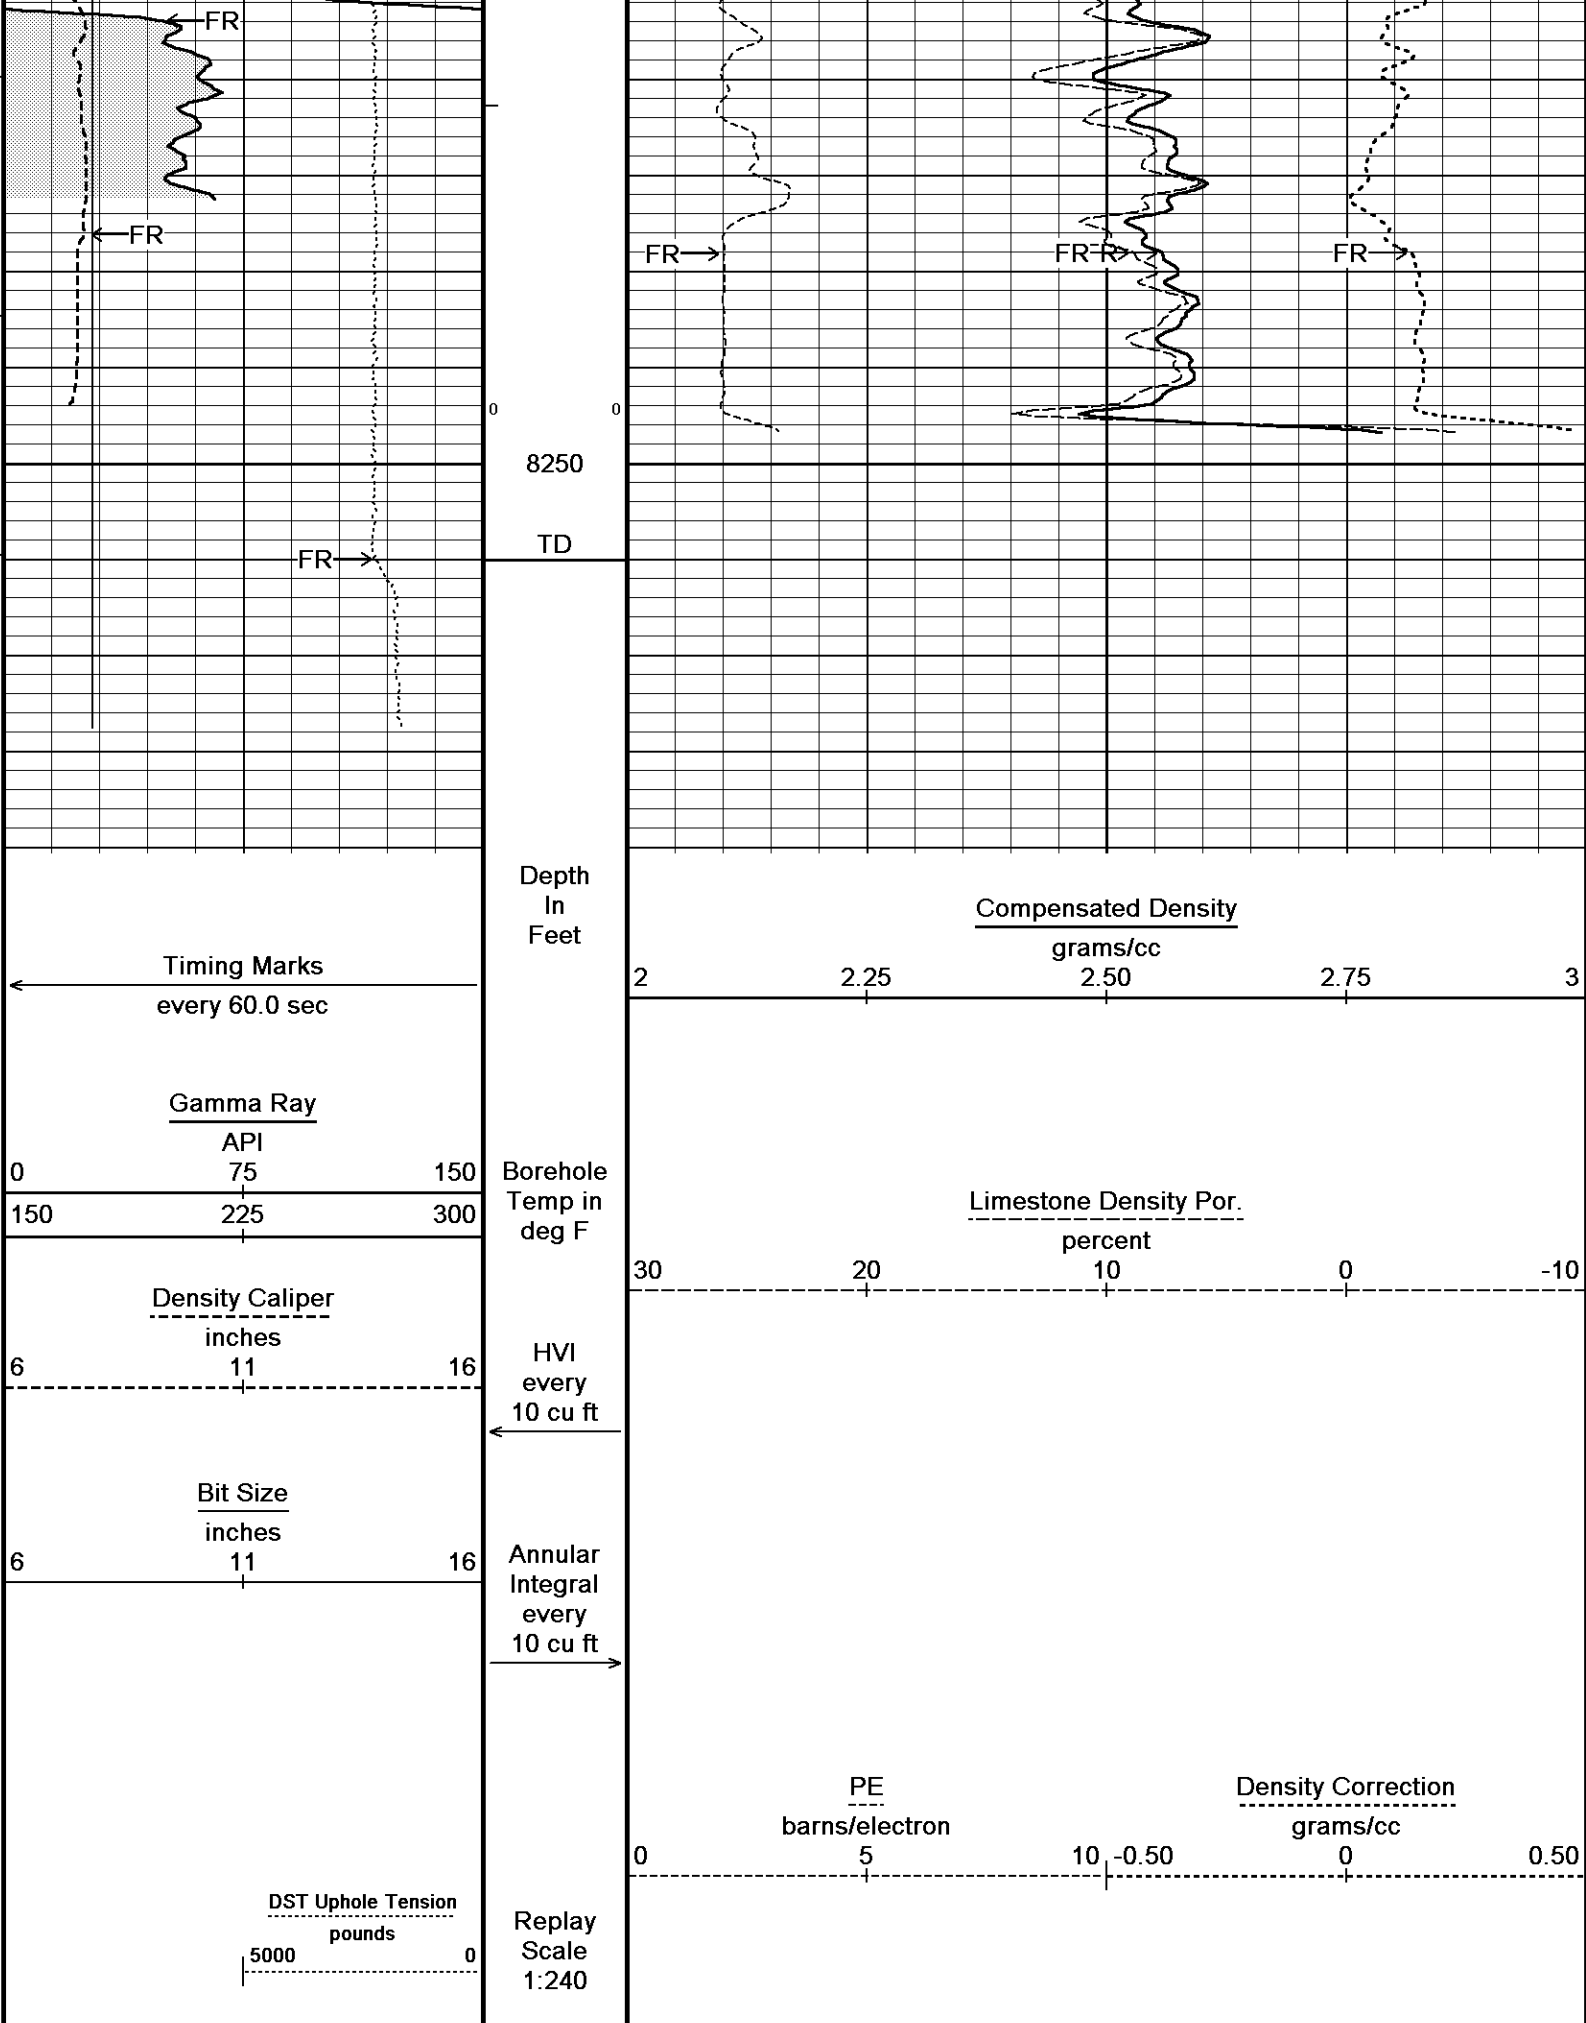 FR
FR
FR
FR R
FR
0
0
8250
TD
FR
Depth
In
Feet
Compensated Density
grams/cc
2 2.25 2.50 2.75 3
Timing Marks
every 60.0 sec
Gamma Ray
API
0 75 150
150 225 300
Borehole
Temp in
deg F
Limestone Density Por.
percent
30 20 10 0 -10
Density Caliper
inches
6 11 16
HVI
every
10 cu ft
Bit Size
inches
6 11 16
Annular
Integral
every
10 cu ft
PE
barns/electron
0 5 10
Density Correction
grams/cc
-0.50 0 0.50
DST Uphole Tension
pounds
5000 0
Replay
Scale
1:240